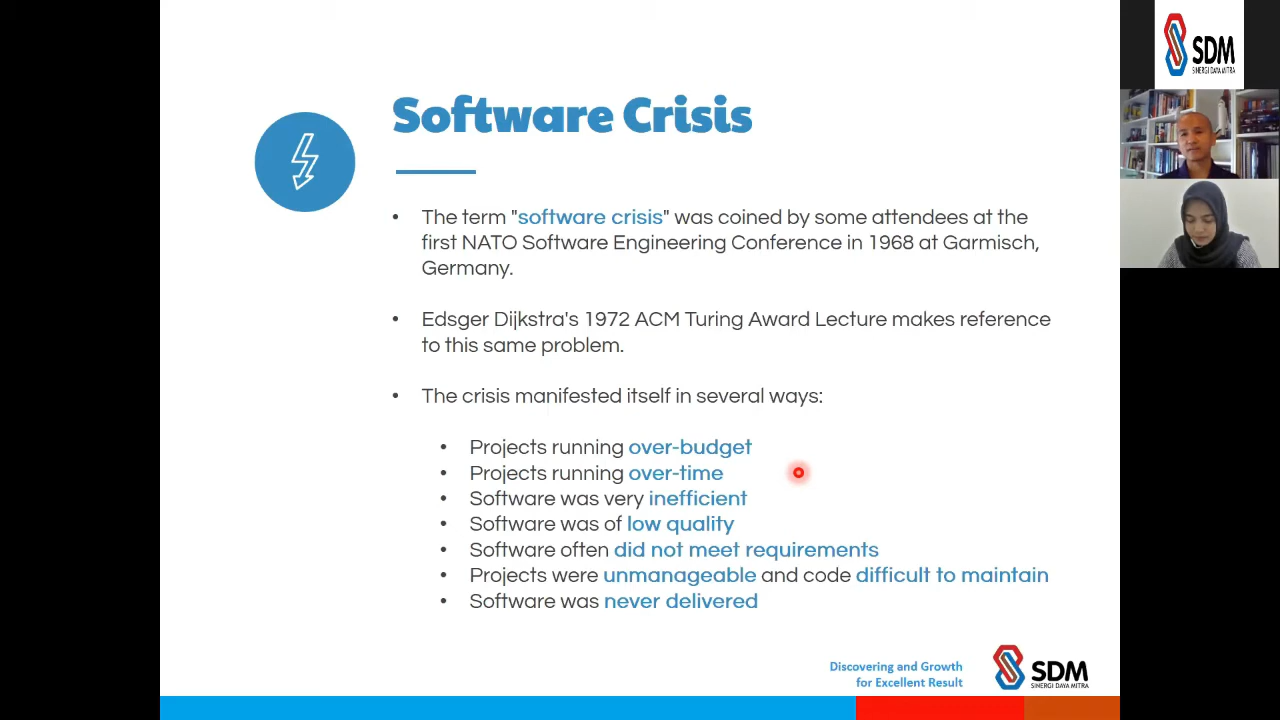 Software Crisis
• The term "software crisis" was coined by some attendees at the
first NATO Software Engineering Conference in 1968 at Garmisch,
Germany.
• Edsger Dijkstra's 1972 ACM Turing Award Lecture makes reference
to this same problem.
• The crisis manifested itself in several ways:
• Projects running over-budget
• Projects running over-time
• Software was very inefficient
• Software was of low quality
• Software often did not meet requirements
• Projects were unmanageable and code difficult to maintain
• Software was never delivered
Discovering and Growth
for Excellent Result
SDM
SINERGI DAYA MITRA
SDM
SINERGI DAYA MITRA